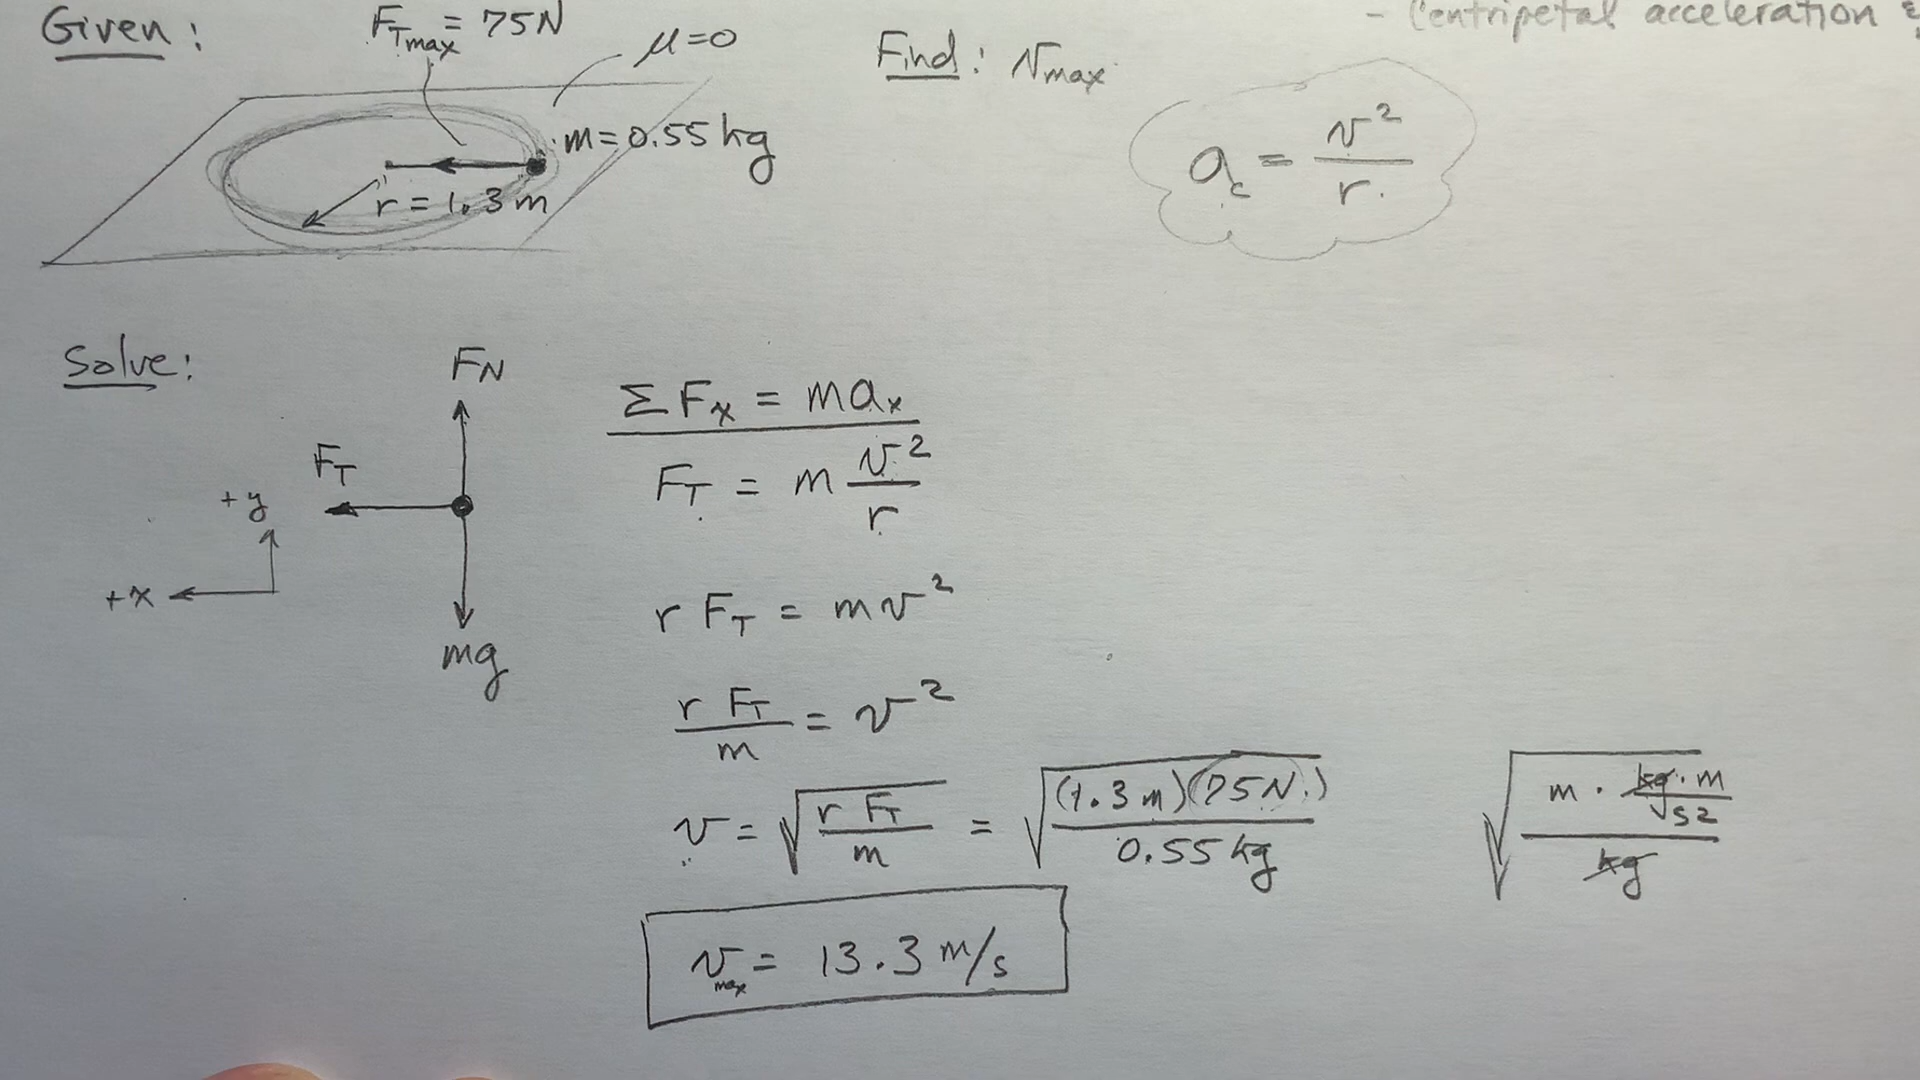 - Centripetal acceleration &
Given:
F_Tmax = 75N
μ=0
Find: v_max
m=0.55 kg
r = 1.3 m
a_c = v²/r
Solve:
F_N
F_T
+y
+x
mg
ΣF_x = ma_x
F_T = m v²/r
r F_T = mv²
r F_T/m = v²
v = √(r F_T/m) = √((1.3 m)(75N)/0.55 kg)
√(m · kg·m/s²/kg)
v_max = 13.3 m/s